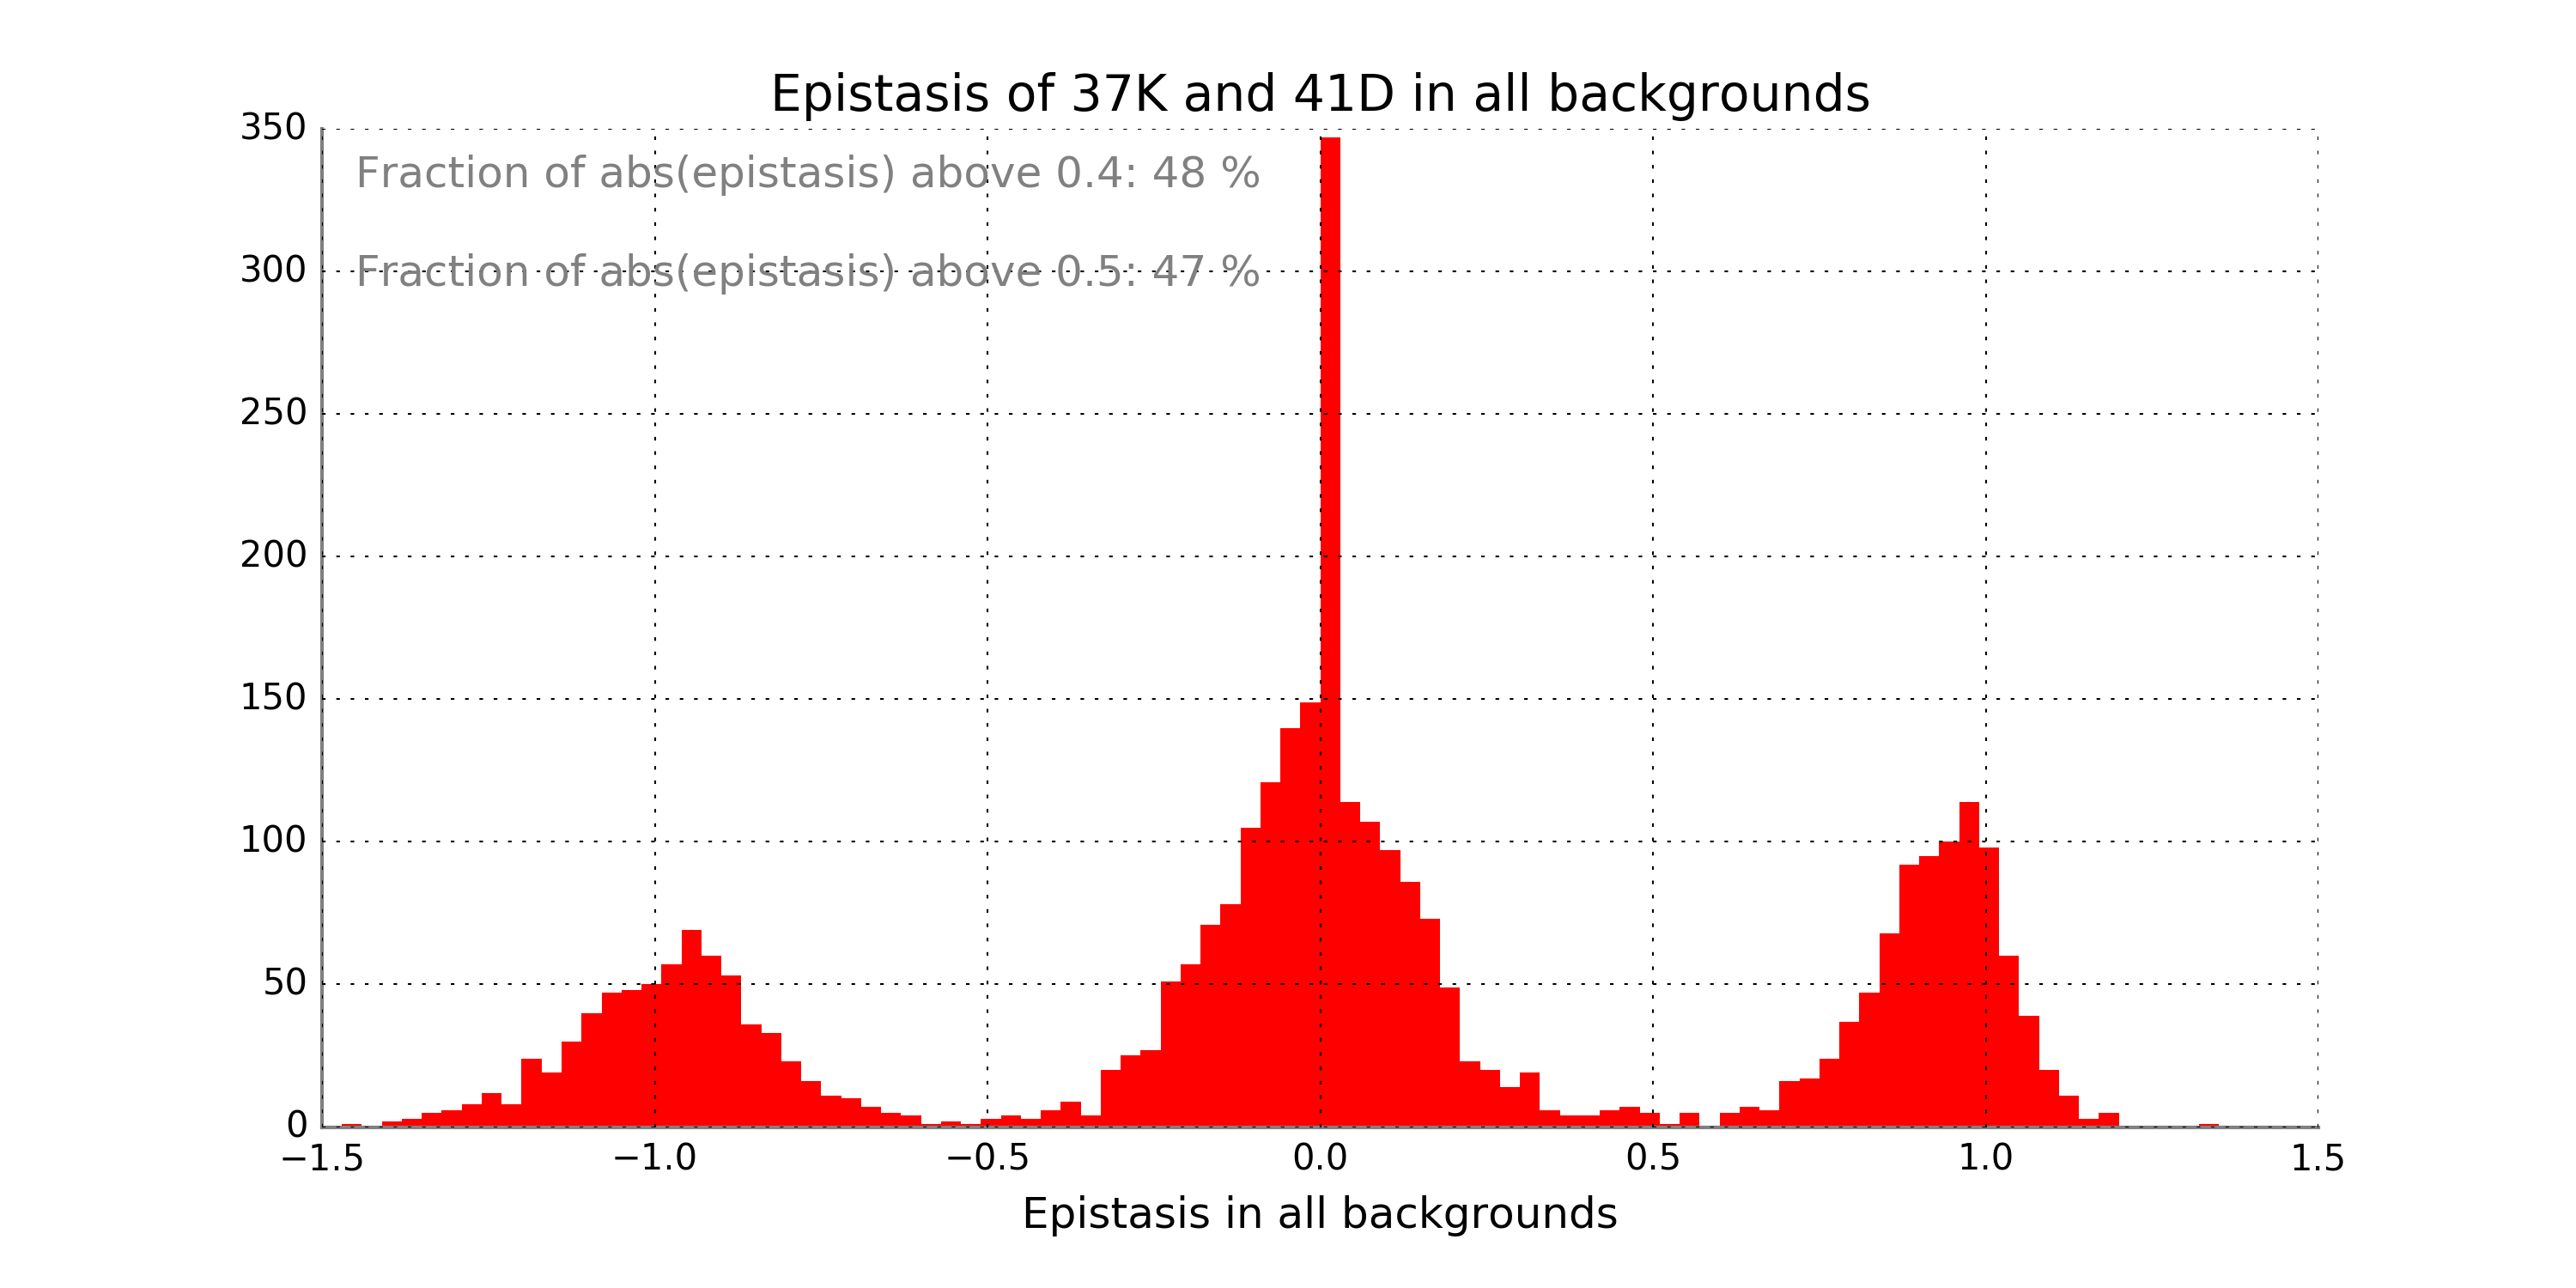 Epistasis of 37K and 41D in all backgrounds
350
Fraction of abs(epistasis) above 0.4: 48 %
300
Fraction of abs(epistasis) above 0.5: 47 %
250
200
150
100
50
0
−1.5 −1.0 −0.5 0.0 0.5 1.0 1.5
Epistasis in all backgrounds